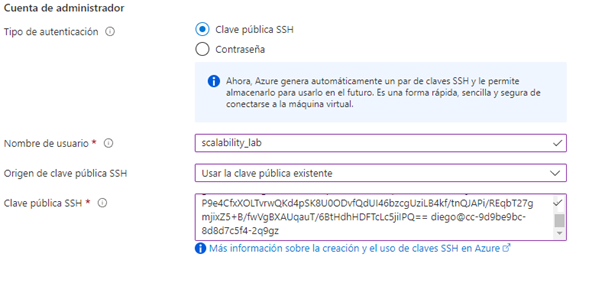 Cuenta de administrador
Tipo de autenticación
Clave pública SSH
Contraseña
Ahora, Azure genera automáticamente un par de claves SSH y le permite
almacenarlo para usarlo en el futuro. Es una forma rápida, sencilla y segura de
conectarse a la máquina virtual.
Nombre de usuario *
scalability_lab
Origen de clave pública SSH
Usar la clave pública existente
Clave pública SSH *
P9e4CfxXOLTvrwQKd4pSK8U0ODvfQdUI46bzcgUziLB4kf/tnQJAPi/REqbT27g
mjixZ5+B/fwVgBXAUqauT/6BtHdhHDFTcLc5jiIPQ== diego@cc-9d9be9bc-
8d8d7c5f4-2q9gz
Más información sobre la creación y el uso de claves SSH en Azure